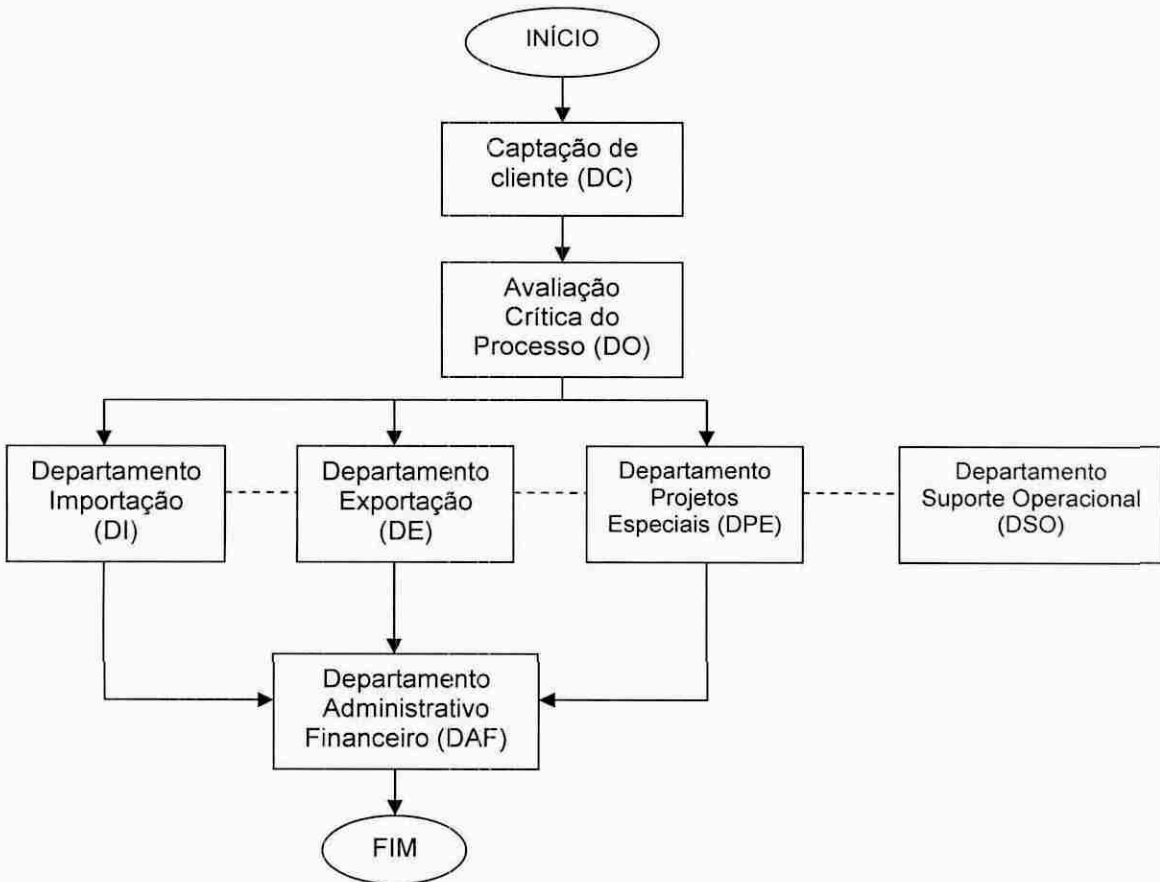 INÍCIO
Captação de
cliente (DC)
Avaliação
Crítica do
Processo (DO)
Departamento
Importação
(DI)
Departamento
Exportação
(DE)
Departamento
Projetos
Especiais (DPE)
Departamento
Suporte Operacional
(DSO)
Departamento
Administrativo
Financeiro (DAF)
FIM